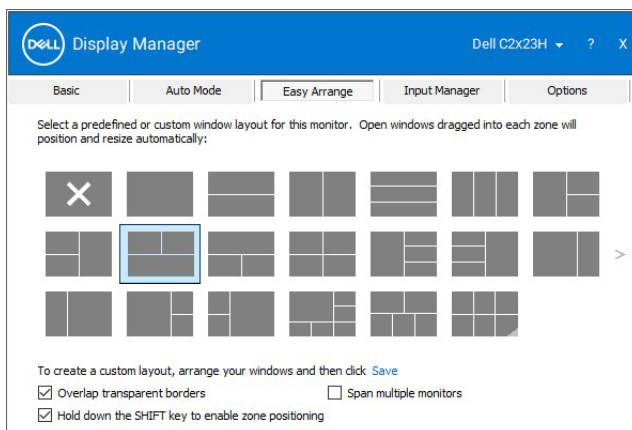 DELL Display Manager Dell C2x23H ? X
Basic Auto Mode Easy Arrange Input Manager Options
Select a predefined or custom window layout for this monitor. Open windows dragged into each zone will
position and resize automatically:
>
To create a custom layout, arrange your windows and then click Save
Overlap transparent borders Span multiple monitors
Hold down the SHIFT key to enable zone positioning